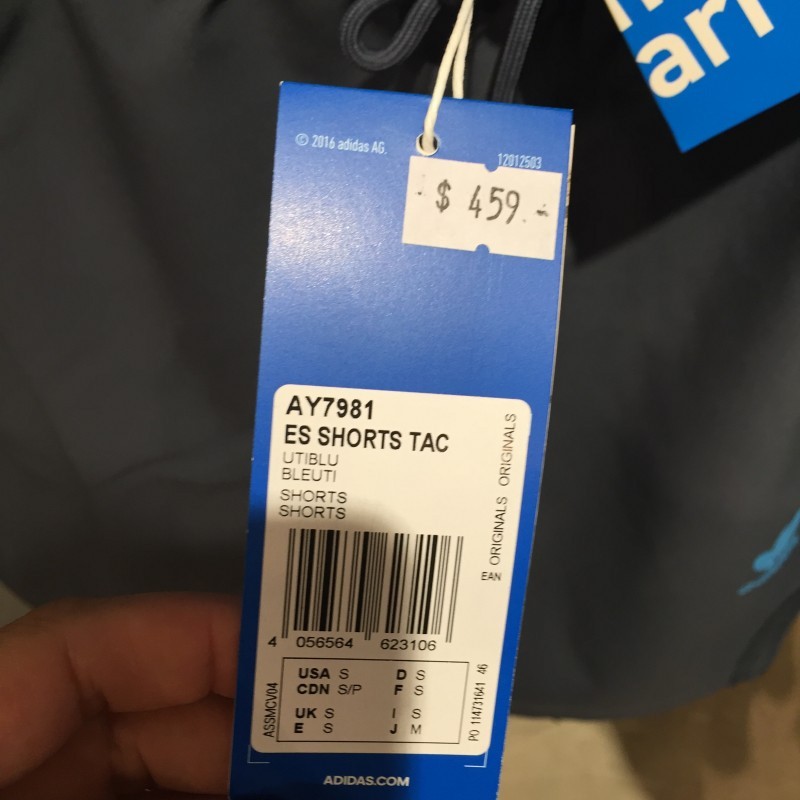 ari
© 2016 adidas AG.
12012503
$ 459.-
AY7981
ES SHORTS TAC
UTIBLU
BLEUTI
SHORTS
SHORTS
ORIGINALS ORIGINALS
EAN
4 056564 623106
USA S D S
CDN S/P F S
UK S I S
E S J M
ASSMCV04
PO 114731641 46
ADIDAS.COM